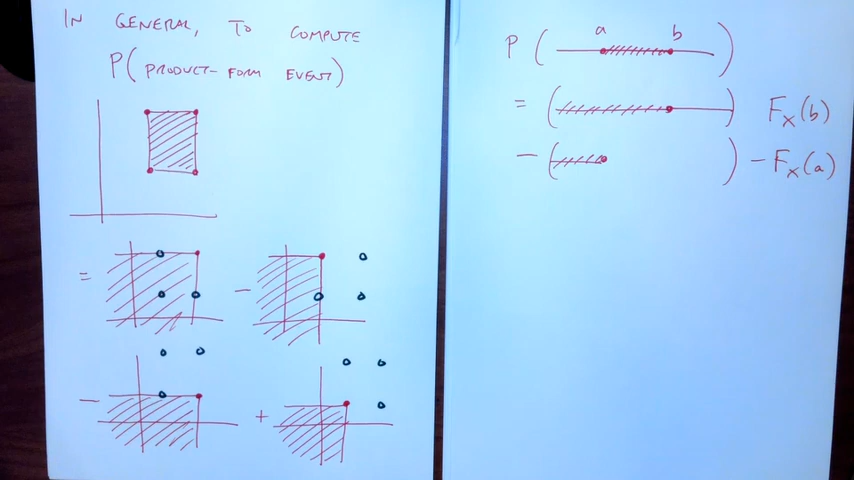 IN GENERAL, TO COMPUTE
P(PRODUCT-FORM EVENT)
=
-
- +
P ( a b )
= ( ) F_X(b)
- ( ) - F_X(a)